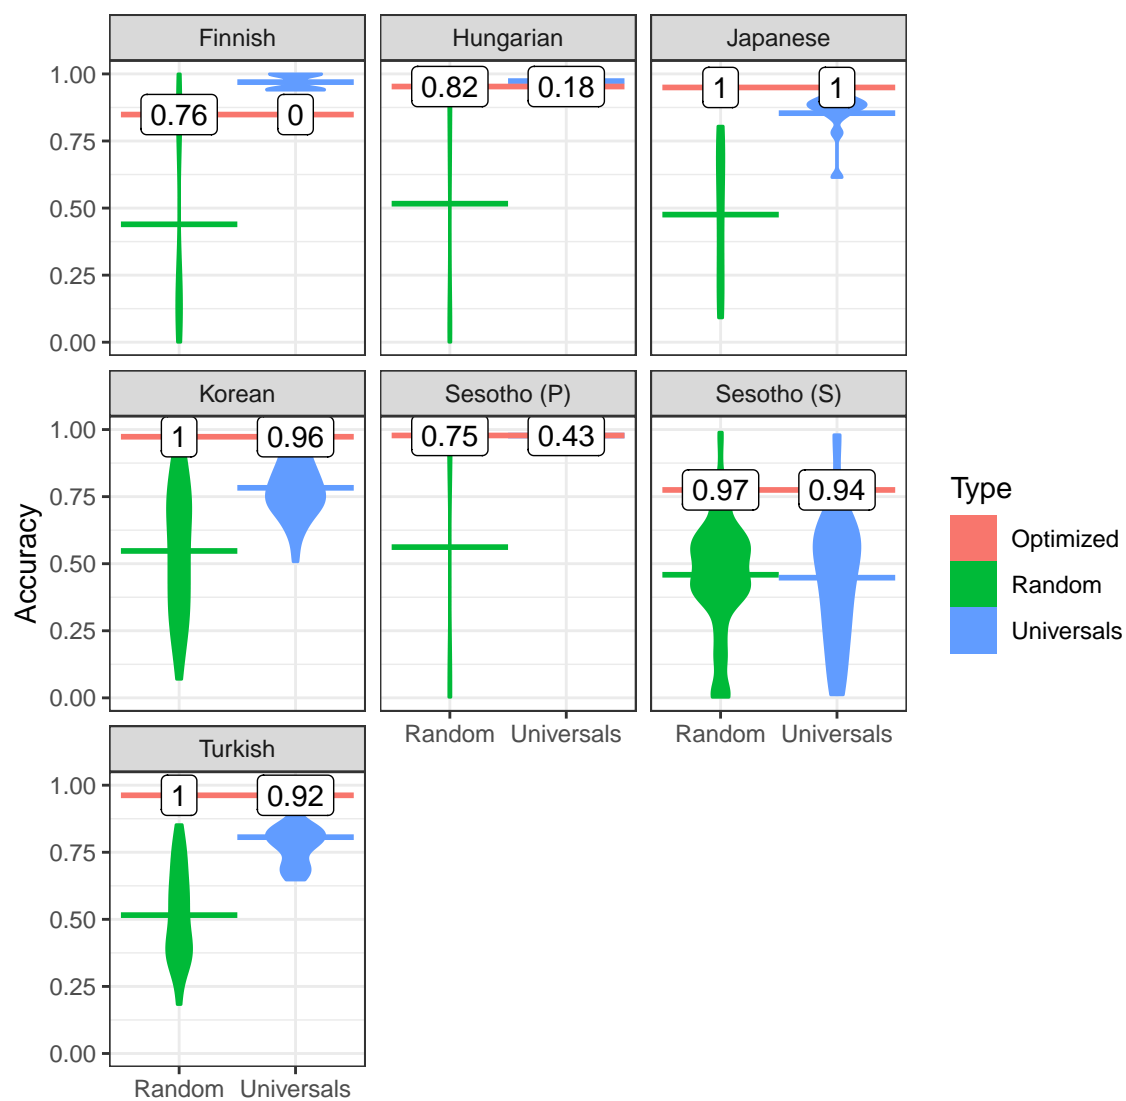 Finnish
Hungarian
Japanese
1.00
0.75
0.50
0.25
0.00
0.76
0
0.82
0.18
1
1
Korean
Sesotho (P)
Sesotho (S)
1.00
0.75
0.50
0.25
0.00
1
0.96
0.75
0.43
0.97
0.94
Accuracy
Random Universals
Random Universals
Turkish
1.00
0.75
0.50
0.25
0.00
1
0.92
Random Universals
Type
Optimized
Random
Universals